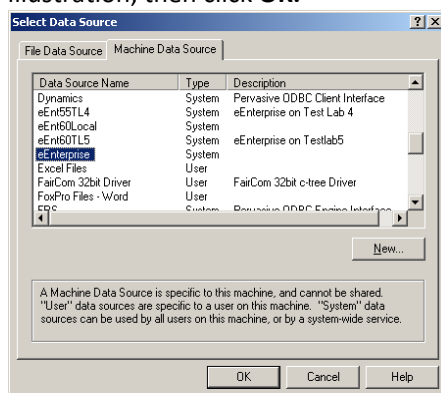 illustration, then click OK.
Select Data Source
File Data Source Machine Data Source
Data Source Name Type Description
Dynamics System Pervasive ODBC Client Interface
eEnt55TL4 System eEnterprise on Test Lab 4
eEnt60Local System
eEnt60TL5 System eEnterprise on Testlab5
eEnterprise System
Excel Files User
FairCom 32bit Driver User FairCom 32bit c-tree Driver
FoxPro Files - Word User
System Pervasive ODBC Engine Interface
New...
A Machine Data Source is specific to this machine, and cannot be shared.
"User" data sources are specific to a user on this machine. "System" data
sources can be used by all users on this machine, or by a system-wide service.
OK Cancel Help